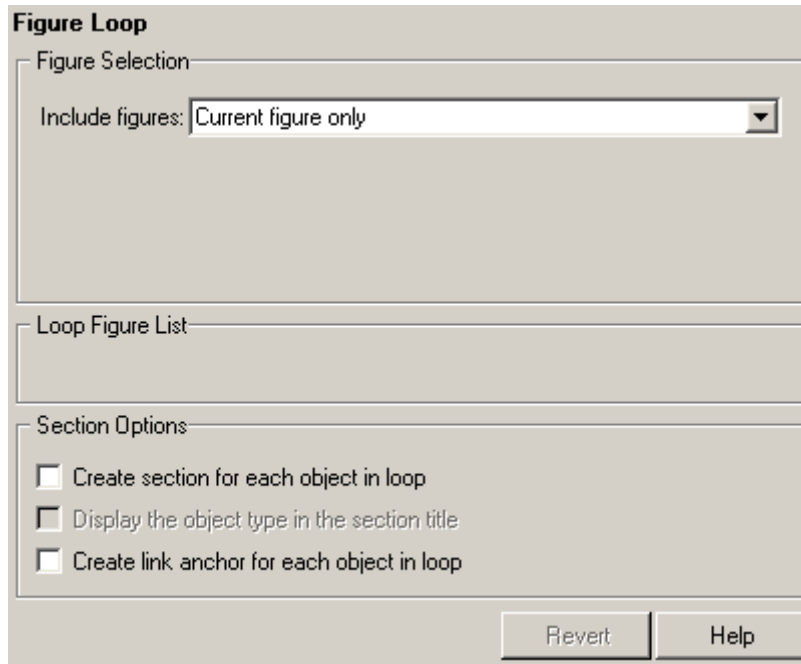 Figure Loop
Figure Selection
Include figures: Current figure only
Loop Figure List
Section Options
Create section for each object in loop
Display the object type in the section title
Create link anchor for each object in loop
Revert Help